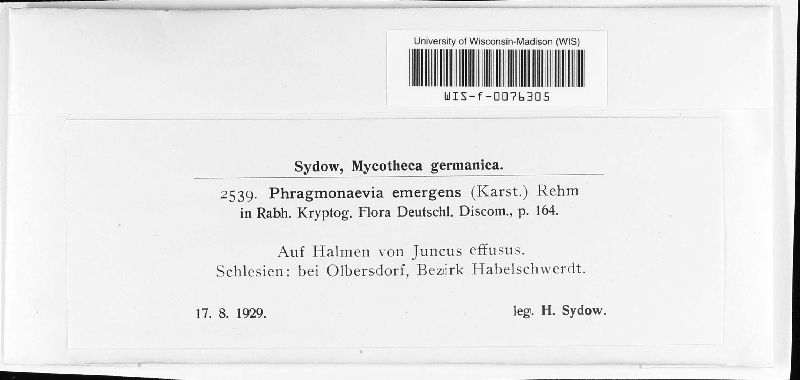 University of Wisconsin-Madison (WIS)
WIS-f-0076305
Sydow, Mycotheca germanica.
2539. Phragmonaevia emergens (Karst.) Rehm
in Rabh. Kryptog. Flora Deutschl. Discom., p. 164.
Auf Halmen von Juncus effusus.
Schlesien: bei Olbersdorf, Bezirk Habelschwerdt.
17. 8. 1929. leg. H. Sydow.